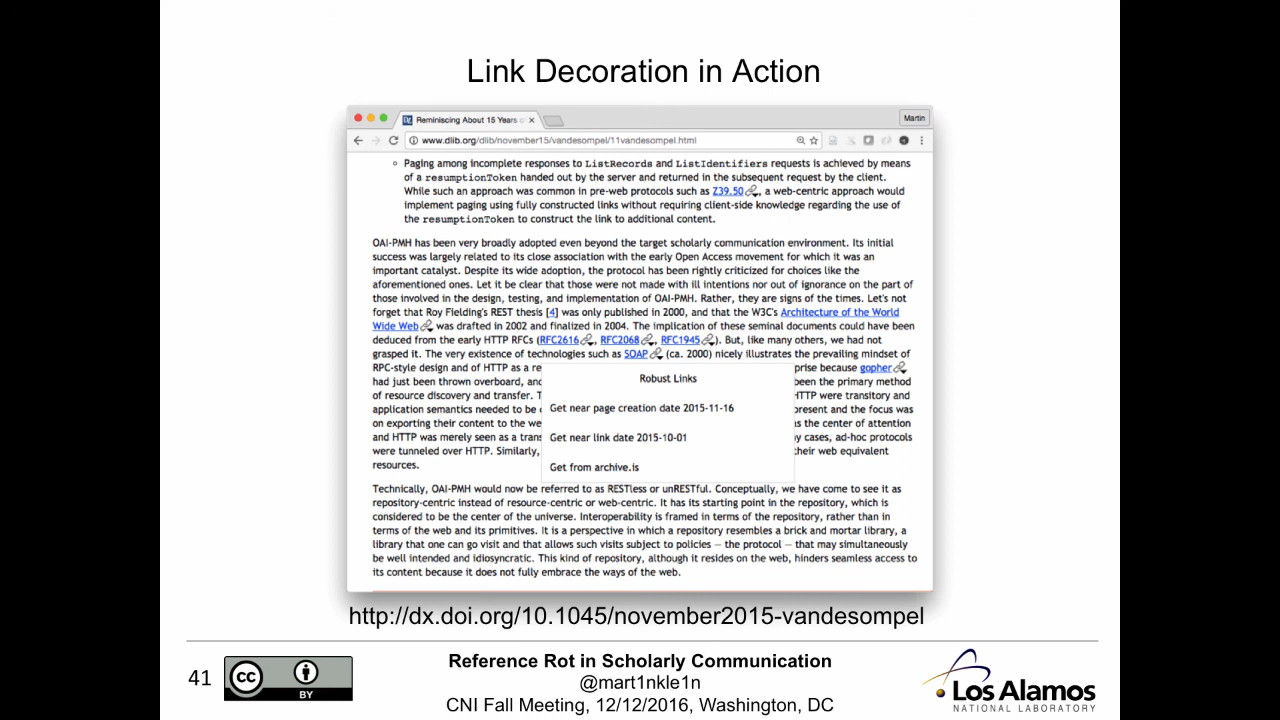 Link Decoration in Action
Reminiscing About 15 Years o
Martin
www.dlib.org/dlib/november15/vandesompel/11vandesompel.html
Paging among incomplete responses to ListRecords and ListIdentifiers requests is achieved by means
of a resumptionToken handed out by the server and returned in the subsequent request by the client.
While such an approach was common in pre-web protocols such as Z39.50, a web-centric approach would
implement paging using fully constructed links without requiring client-side knowledge regarding the use of
the resumptionToken to construct the link to additional content.
OAI-PMH has been very broadly adopted even beyond the target scholarly communication environment. Its initial
success was largely related to its close association with the early Open Access movement for which it was an
important catalyst. Despite its wide adoption, the protocol has been rightly criticized for choices like the
aforementioned ones. Let it be clear that those were not made with ill intentions nor out of ignorance on the part of
those involved in the design, testing, and implementation of OAI-PMH. Rather, they are signs of the times. Let's not
forget that Roy Fielding's REST thesis [4] was only published in 2000, and that the W3C's Architecture of the World
Wide Web was drafted in 2002 and finalized in 2004. The implication of these seminal documents could have been
deduced from the early HTTP RFCs (RFC2616, RFC2068, RFC1945). But, like many others, we had not
grasped it. The very existence of technologies such as SOAP (ca. 2000) nicely illustrates the prevailing mindset of
RPC-style design and of HTTP as a re prise because gopher
had just been thrown overboard, and been the primary method
of resource discovery and transfer. T HTTP were transitory and
application semantics needed to be present and the focus was
on exporting their content to the we as the center of attention
and HTTP was merely seen as a trans y cases, ad-hoc protocols
were tunneled over HTTP. Similarly, their web equivalent
resources.
Robust Links
Get near page creation date 2015-11-16
Get near link date 2015-10-01
Get from archive.is
Technically, OAI-PMH would now be referred to as RESTless or unRESTful. Conceptually, we have come to see it as
repository-centric instead of resource-centric or web-centric. It has its starting point in the repository, which is
considered to be the center of the universe. Interoperability is framed in terms of the repository, rather than in
terms of the web and its primitives. It is a perspective in which a repository resembles a brick and mortar library, a
library that one can go visit and that allows such visits subject to policies — the protocol — that may simultaneously
be well intended and idiosyncratic. This kind of repository, although it resides on the web, hinders seamless access to
its content because it does not fully embrace the ways of the web.
http://dx.doi.org/10.1045/november2015-vandesompel
41
cc
BY
Reference Rot in Scholarly Communication
@mart1nkle1n
CNI Fall Meeting, 12/12/2016, Washington, DC
Los Alamos
NATIONAL LABORATORY